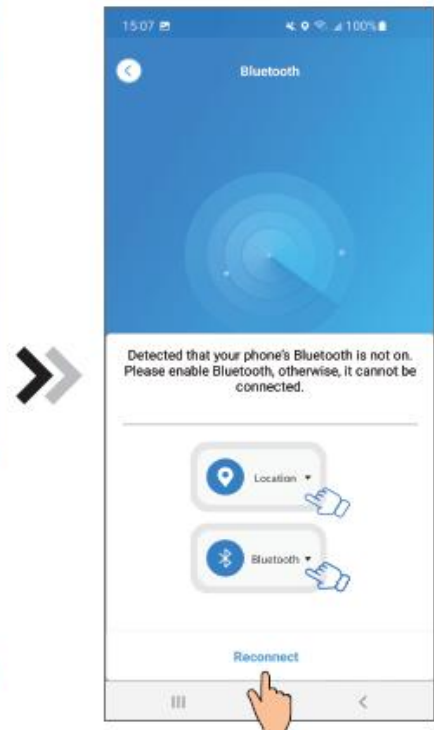 15:07 100%
Bluetooth
Detected that your phone's Bluetooth is not on.
Please enable Bluetooth, otherwise, it cannot be
connected.
Location
Bluetooth
Reconnect